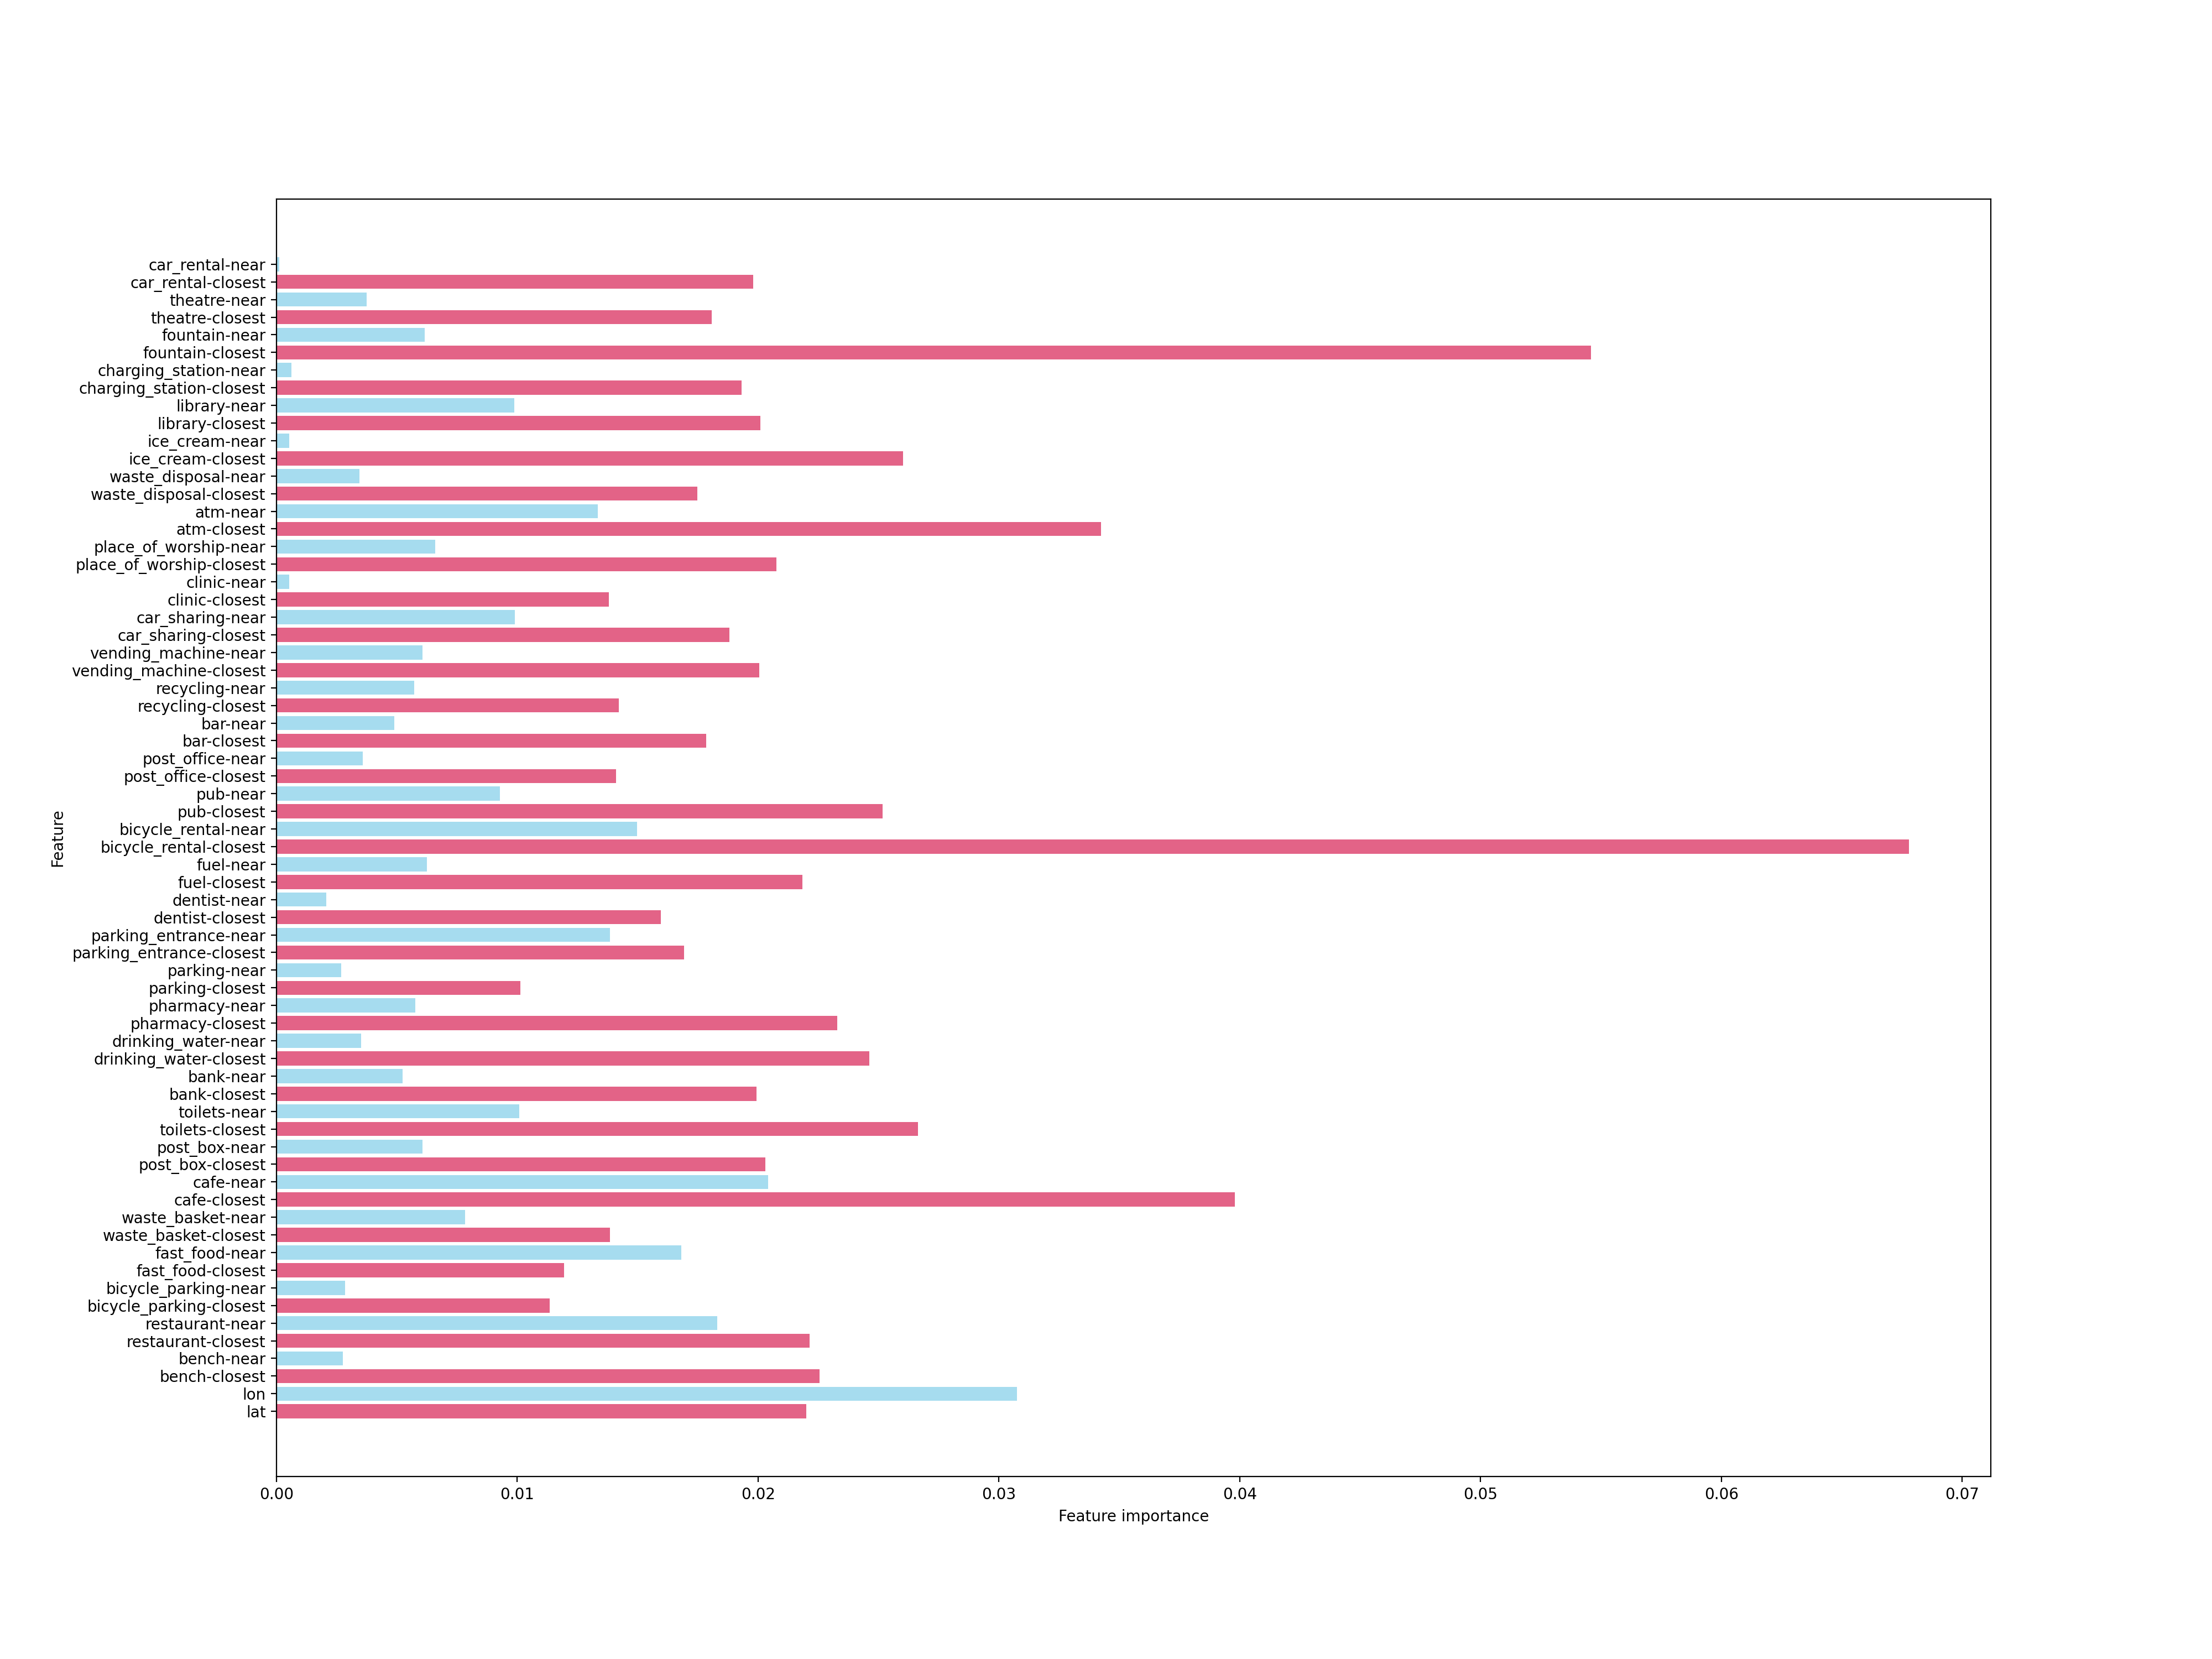 car_rental-near
car_rental-closest
theatre-near
theatre-closest
fountain-near
fountain-closest
charging_station-near
charging_station-closest
library-near
library-closest
ice_cream-near
ice_cream-closest
waste_disposal-near
waste_disposal-closest
atm-near
atm-closest
place_of_worship-near
place_of_worship-closest
clinic-near
clinic-closest
car_sharing-near
car_sharing-closest
vending_machine-near
vending_machine-closest
recycling-near
recycling-closest
bar-near
bar-closest
post_office-near
post_office-closest
pub-near
pub-closest
bicycle_rental-near
bicycle_rental-closest
fuel-near
fuel-closest
dentist-near
dentist-closest
parking_entrance-near
parking_entrance-closest
parking-near
parking-closest
pharmacy-near
pharmacy-closest
drinking_water-near
drinking_water-closest
bank-near
bank-closest
toilets-near
toilets-closest
post_box-near
post_box-closest
cafe-near
cafe-closest
waste_basket-near
waste_basket-closest
fast_food-near
fast_food-closest
bicycle_parking-near
bicycle_parking-closest
restaurant-near
restaurant-closest
bench-near
bench-closest
lon
lat
Feature
0.00 0.01 0.02 0.03 0.04 0.05 0.06 0.07
Feature importance